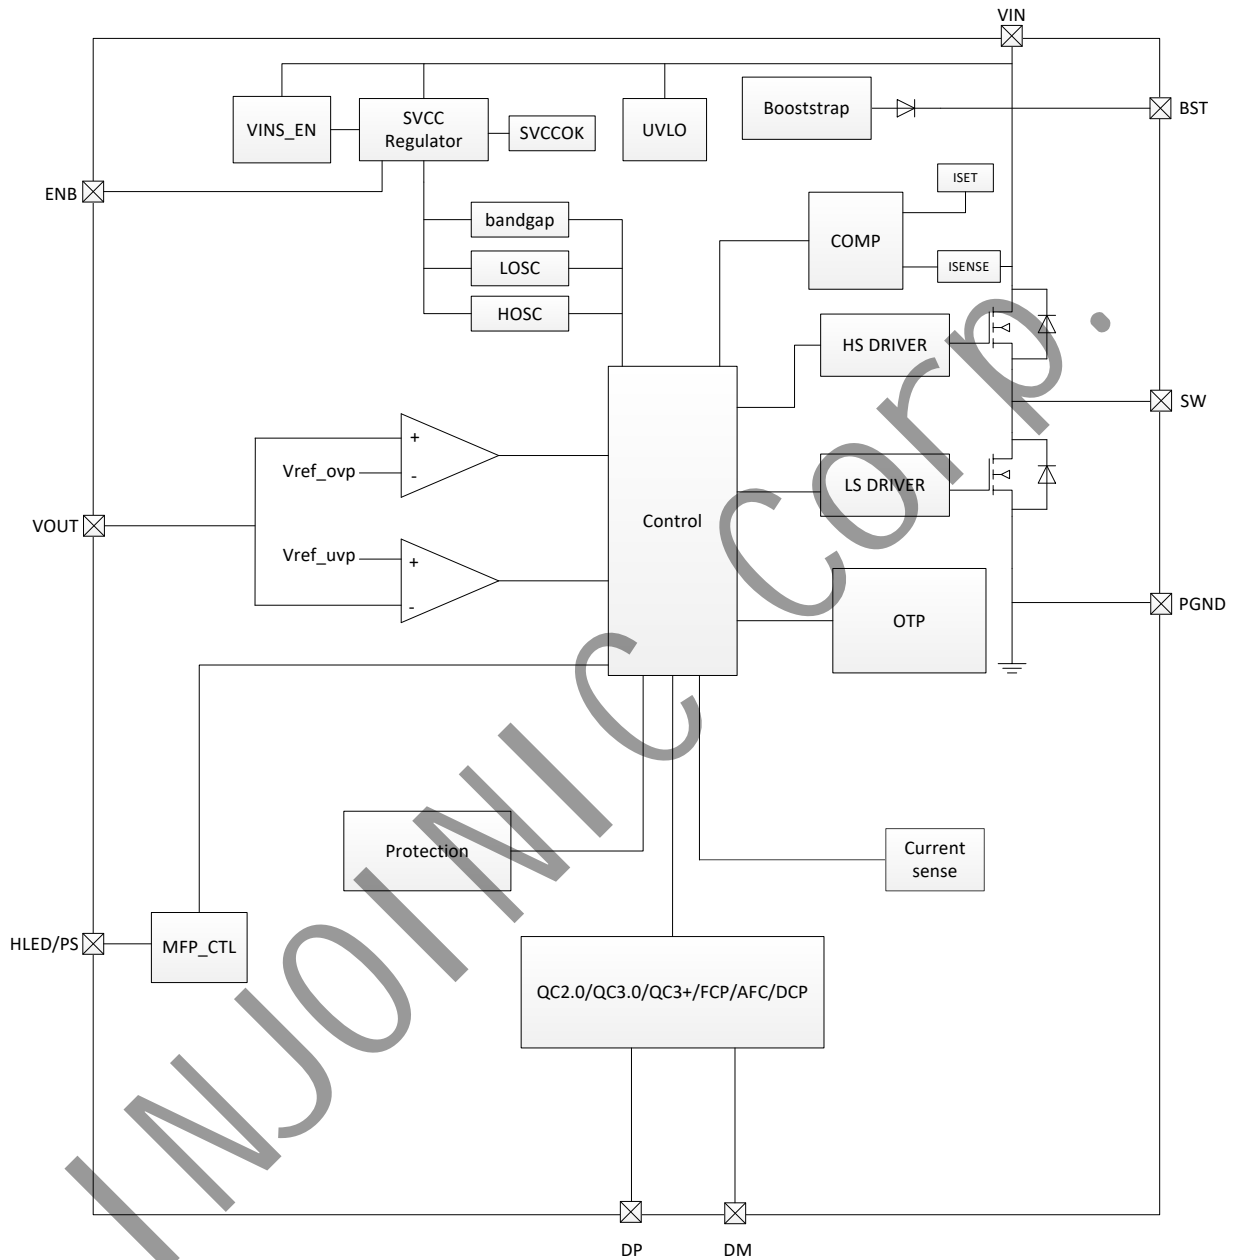 VIN
VINS_EN
SVCC
Regulator
SVCCOK
UVLO
Booststrap
BST
ENB
ISET
bandgap
COMP
LOSC
ISENSE
HOSC
HS DRIVER
SW
+
Vref_ovp
-
LS DRIVER
VOUT
Control
Vref_uvp
+
-
PGND
OTP
Protection
Current
sense
HLED/PS
MFP_CTL
QC2.0/QC3.0/QC3+/FCP/AFC/DCP
DP
DM
INJOINIC Corp.